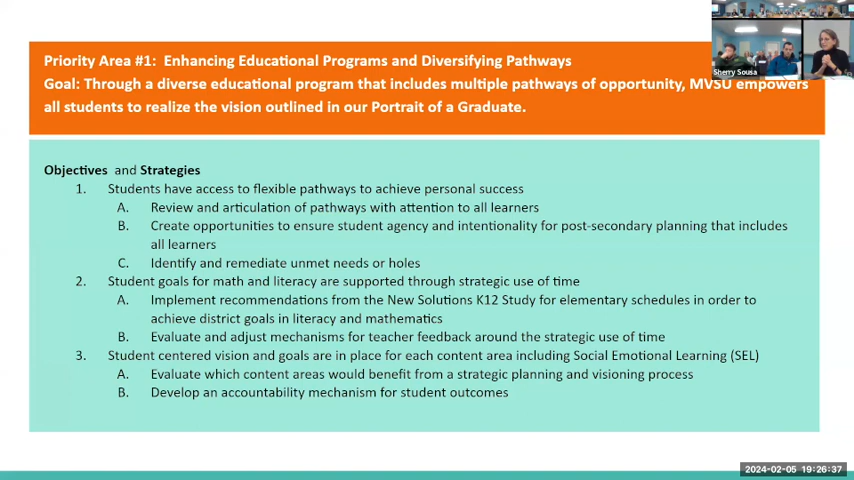 Priority Area #1: Enhancing Educational Programs and Diversifying Pathways
Goal: Through a diverse educational program that includes multiple pathways of opportunity, MVSU empowers
all students to realize the vision outlined in our Portrait of a Graduate.
Sherry Sousa
Objectives and Strategies
1. Students have access to flexible pathways to achieve personal success
A. Review and articulation of pathways with attention to all learners
B. Create opportunities to ensure student agency and intentionality for post-secondary planning that includes
all learners
C. Identify and remediate unmet needs or holes
2. Student goals for math and literacy are supported through strategic use of time
A. Implement recommendations from the New Solutions K12 Study for elementary schedules in order to
achieve district goals in literacy and mathematics
B. Evaluate and adjust mechanisms for teacher feedback around the strategic use of time
3. Student centered vision and goals are in place for each content area including Social Emotional Learning (SEL)
A. Evaluate which content areas would benefit from a strategic planning and visioning process
B. Develop an accountability mechanism for student outcomes
2024-02-05 19:26:37